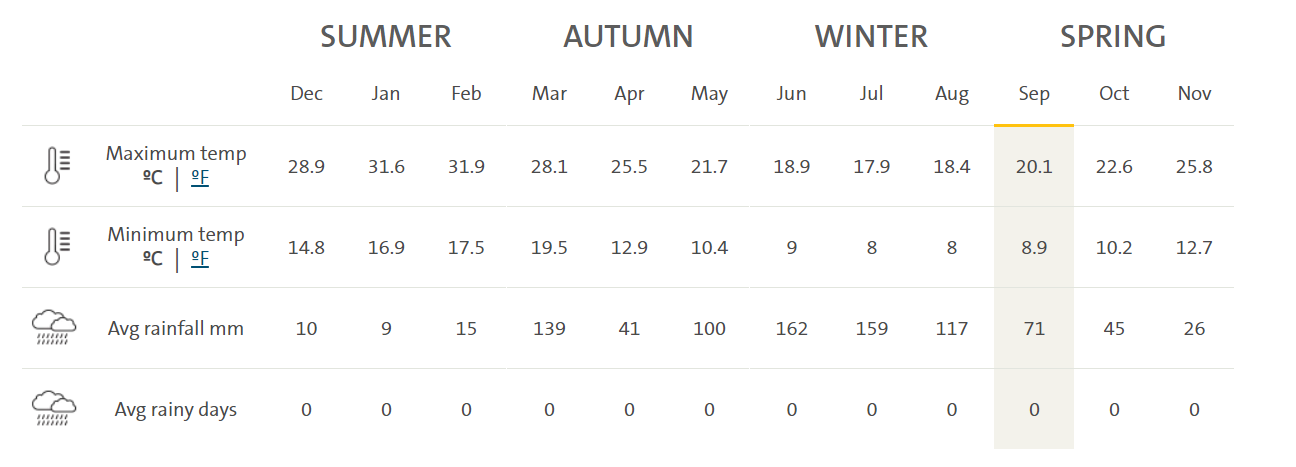 SUMMER AUTUMN WINTER SPRING
Dec Jan Feb Mar Apr May Jun Jul Aug Sep Oct Nov
Maximum temp
ºC | ºF
28.9 31.6 31.9 28.1 25.5 21.7 18.9 17.9 18.4 20.1 22.6 25.8
Minimum temp
ºC | ºF
14.8 16.9 17.5 19.5 12.9 10.4 9 8 8 8.9 10.2 12.7
Avg rainfall mm 10 9 15 139 41 100 162 159 117 71 45 26
Avg rainy days 0 0 0 0 0 0 0 0 0 0 0 0